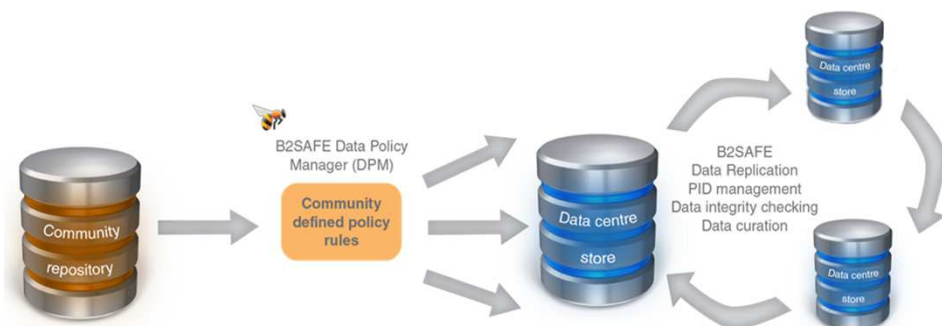 Community
repository
B2SAFE Data Policy
Manager (DPM)
Community
defined policy
rules
Data centre
store
B2SAFE
Data Replication
PID management
Data integrity checking
Data curation
Data centre
store
Data centre
store